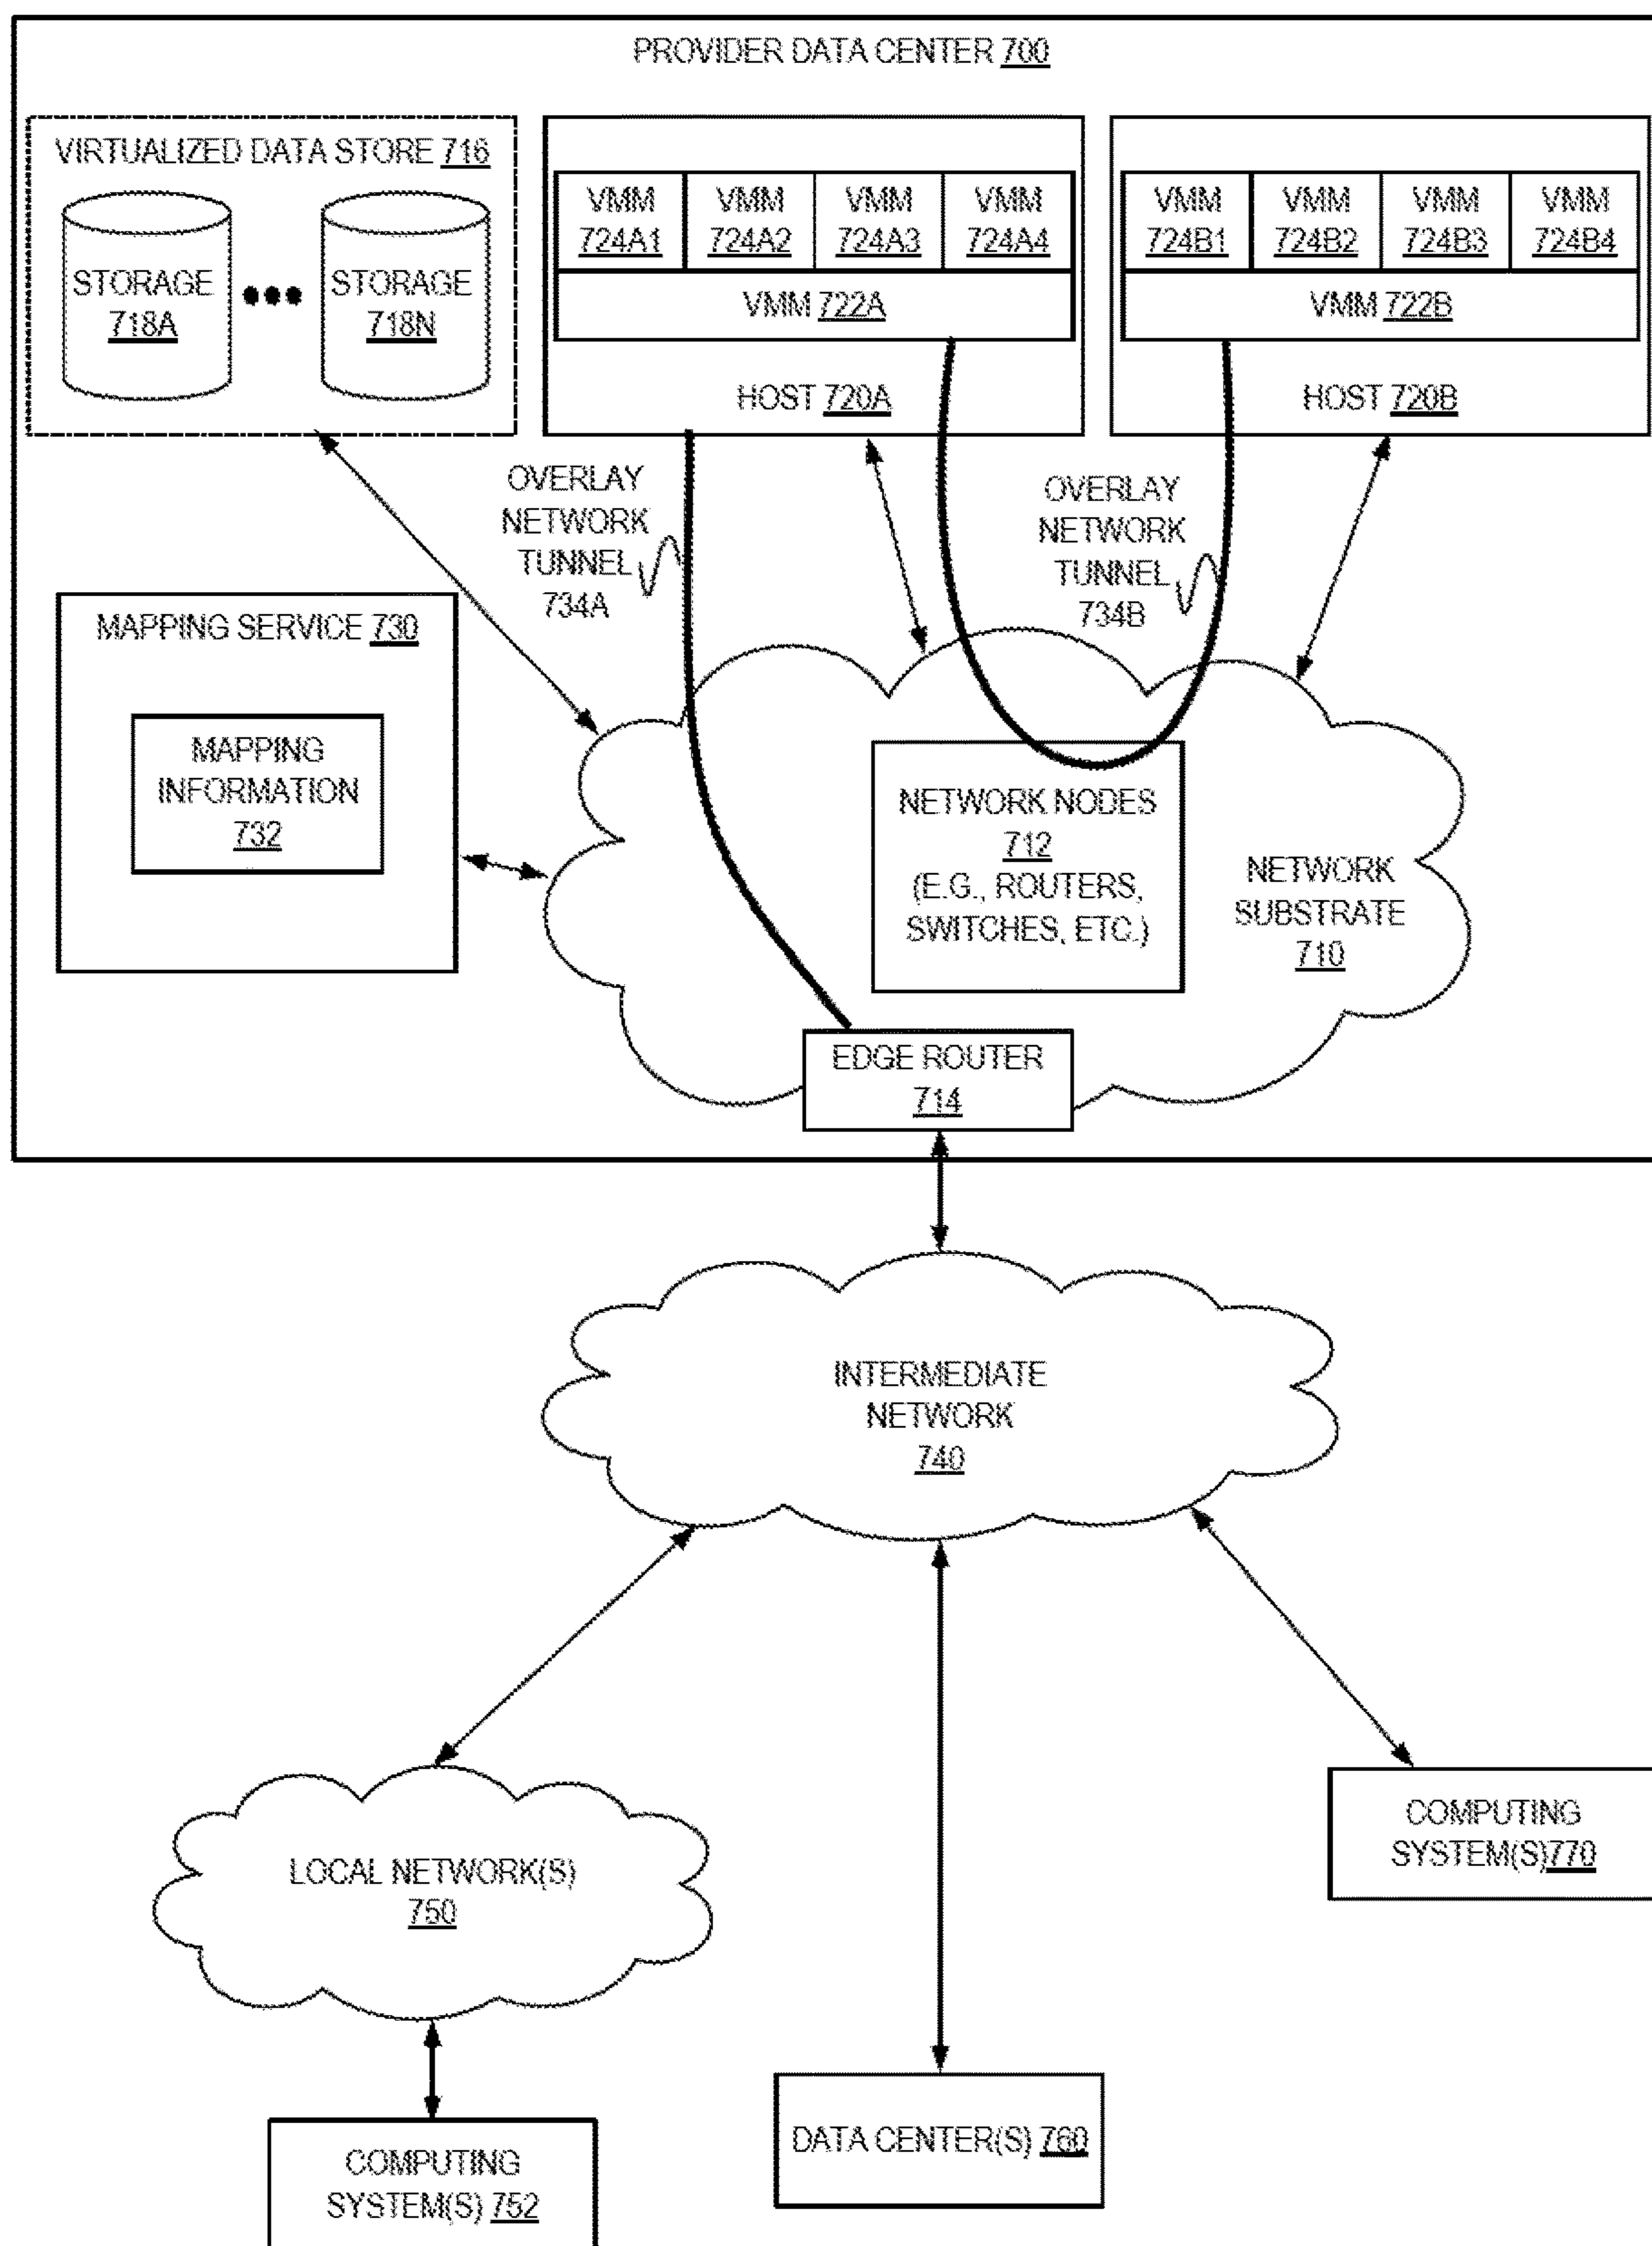 PROVIDER DATA CENTER 700
VIRTUALIZED DATA STORE 716
STORAGE
718A
STORAGE
718N
VMM
724A1
VMM
724A2
VMM
724A3
VMM
724A4
VMM 722A
HOST 720A
VMM
724B1
VMM
724B2
VMM
724B3
VMM
724B4
VMM 722B
HOST 720B
OVERLAY
NETWORK
TUNNEL
734A
OVERLAY
NETWORK
TUNNEL
734B
MAPPING SERVICE 730
MAPPING
INFORMATION
732
NETWORK NODES
712
(E.G., ROUTERS,
SWITCHES, ETC.)
NETWORK
SUBSTRATE
710
EDGE ROUTER
714
INTERMEDIATE
NETWORK
740
LOCAL NETWORK(S)
750
COMPUTING
SYSTEM(S)770
DATA CENTER(S) 760
COMPUTING
SYSTEM(S) 752